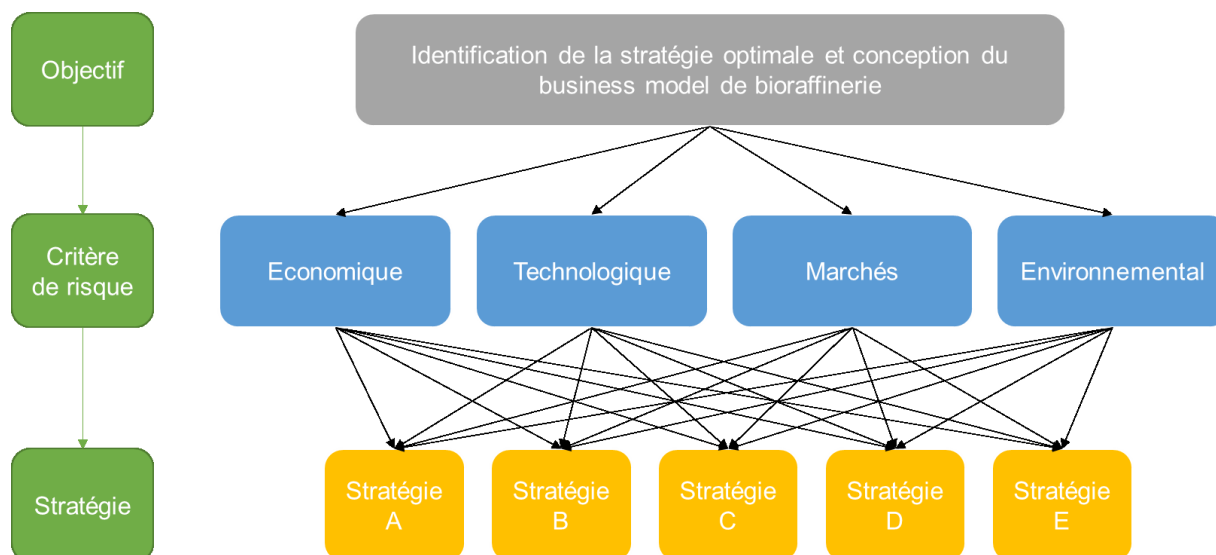 Objectif
Identification de la stratégie optimale et conception du
business model de bioraffinerie
Critère
de risque
Economique
Technologique
Marchés
Environnemental
Stratégie
Stratégie
A
Stratégie
B
Stratégie
C
Stratégie
D
Stratégie
E